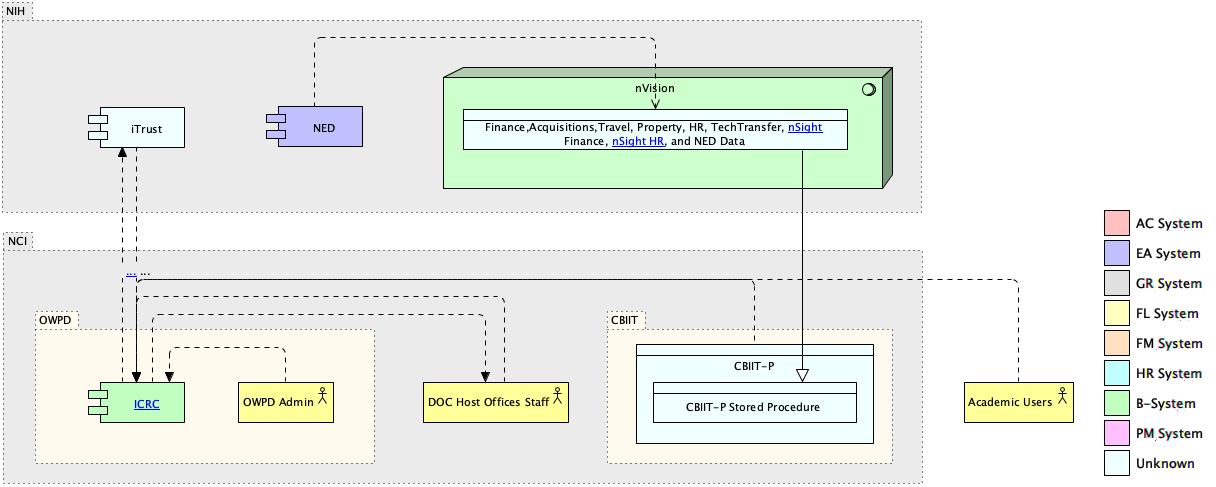 NIH
nVision
iTrust
NED
Finance,Acquisitions,Travel, Property, HR, TechTransfer, nSight
Finance, nSight HR, and NED Data
NCI
... ...
OWPD
CBIIT
CBIIT-P
ICRC
OWPD Admin
DOC Host Offices Staff
CBIIT-P Stored Procedure
Academic Users
AC System
EA System
GR System
FL System
FM System
HR System
B-System
PM System
Unknown